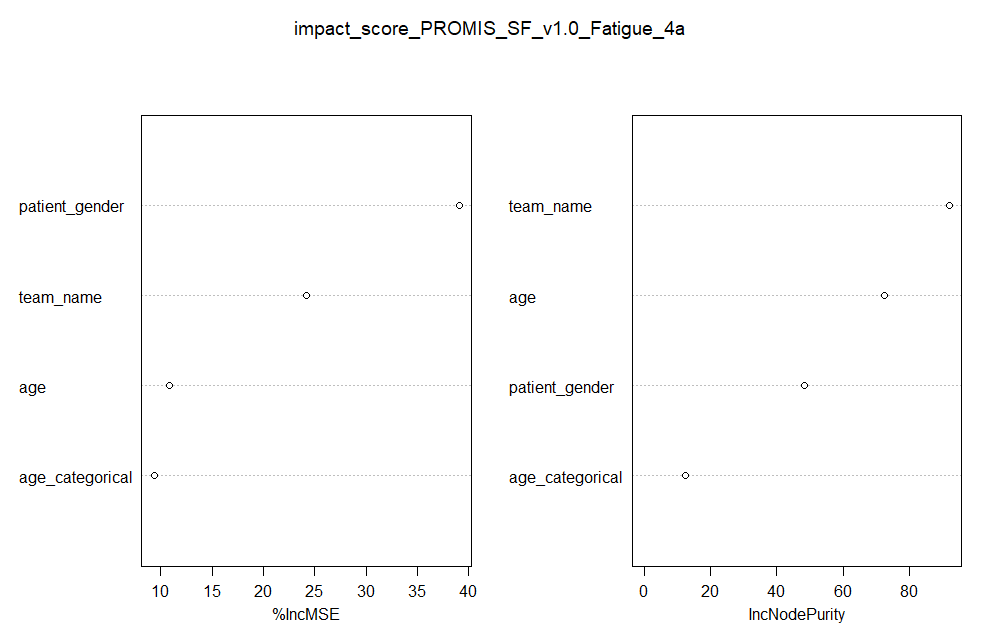 impact_score_PROMIS_SF_v1.0_Fatigue_4a
patient_gender
team_name
age
age_categorical
10 15 20 25 30 35 40
%IncMSE
team_name
age
patient_gender
age_categorical
0 20 40 60 80
IncNodePurity